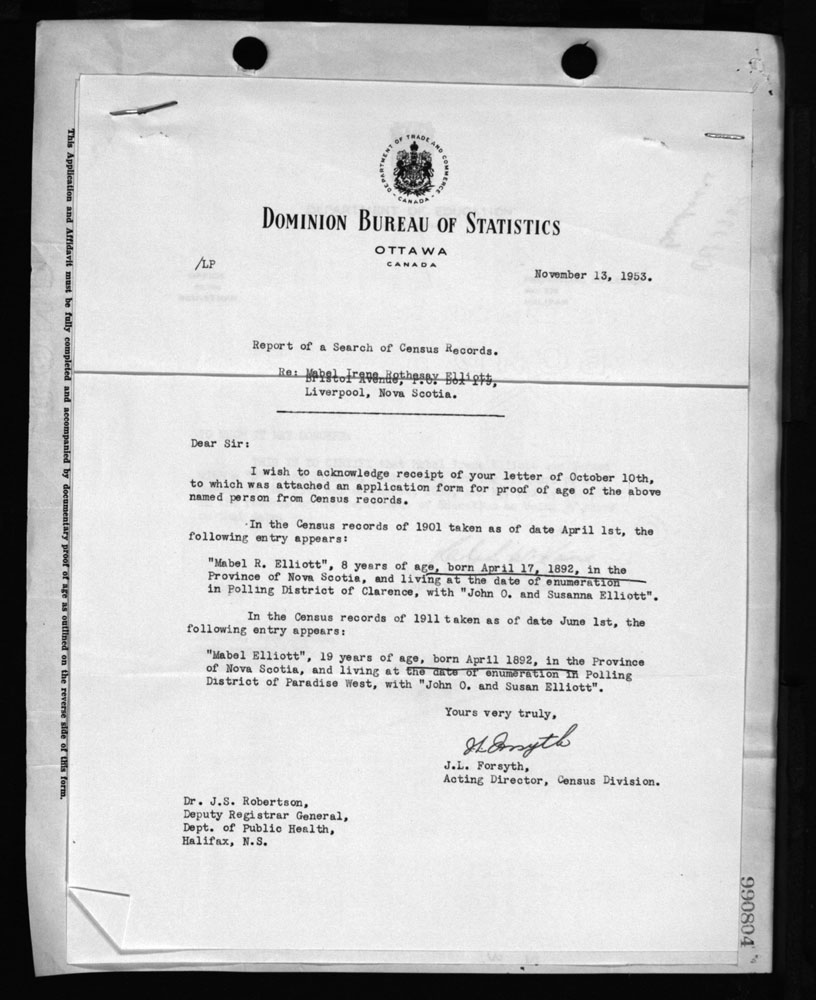 DEPARTMENT OF TRADE AND COMMERCE
CANADA
DOMINION BUREAU OF STATISTICS
OTTAWA
CANADA
/LP
November 13, 1953.
Report of a Search of Census Records.
Re: Mabel Irene Rothesay Elliott
Bristol Avenue, P.O. Box 179,
Liverpool, Nova Scotia.
Dear Sir:
I wish to acknowledge receipt of your letter of October 10th,
to which was attached an application form for proof of age of the above
named person from Census records.
In the Census records of 1901 taken as of date April 1st, the
following entry appears:
"Mabel R. Elliott", 8 years of age, born April 17, 1892, in the
Province of Nova Scotia, and living at the date of enumeration
in Polling District of Clarence, with "John O. and Susanna Elliott".
In the Census records of 1911 taken as of date June 1st, the
following entry appears:
"Mabel Elliott", 19 years of age, born April 1892, in the Province
of Nova Scotia, and living at the date of enumeration in Polling
District of Paradise West, with "John O. and Susan Elliott".
Yours very truly,
J.L. Forsyth
J.L. Forsyth,
Acting Director, Census Division.
Dr. J.S. Robertson,
Deputy Registrar General,
Dept. of Public Health,
Halifax, N.S.
This Application and Affidavit must be fully completed and accompanied by documentary proof of age as outlined on the reverse side of this form.
990804